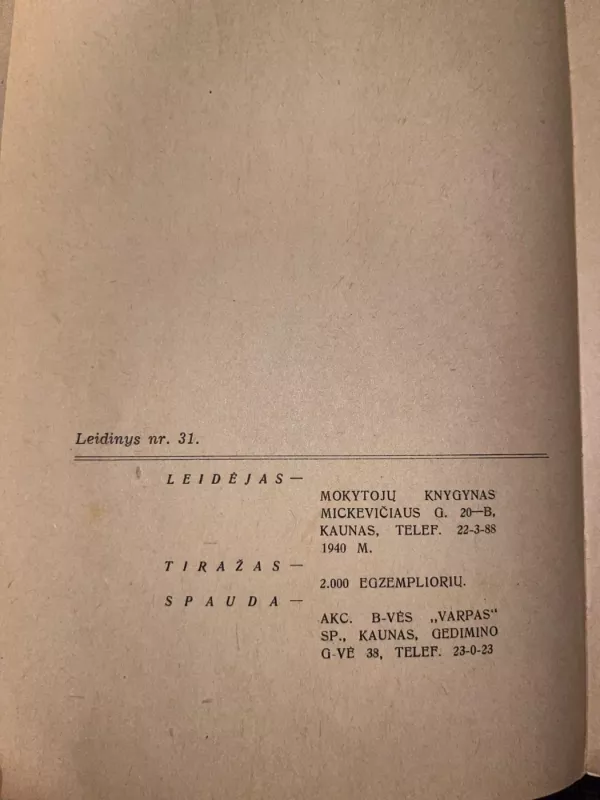 Leidinys nr. 31.
LEIDĖJAS —
MOKYTOJŲ KNYGYNAS
MICKEVIČIAUS G. 20—B,
KAUNAS, TELEF. 22-3-88
1940 M.
TIRAŽAS —
2.000 EGZEMPLIORIŲ.
SPAUDA —
AKC. B-VĖS „VARPAS“
SP., KAUNAS, GEDIMINO
G-VĖ 38, TELEF. 23-0-23